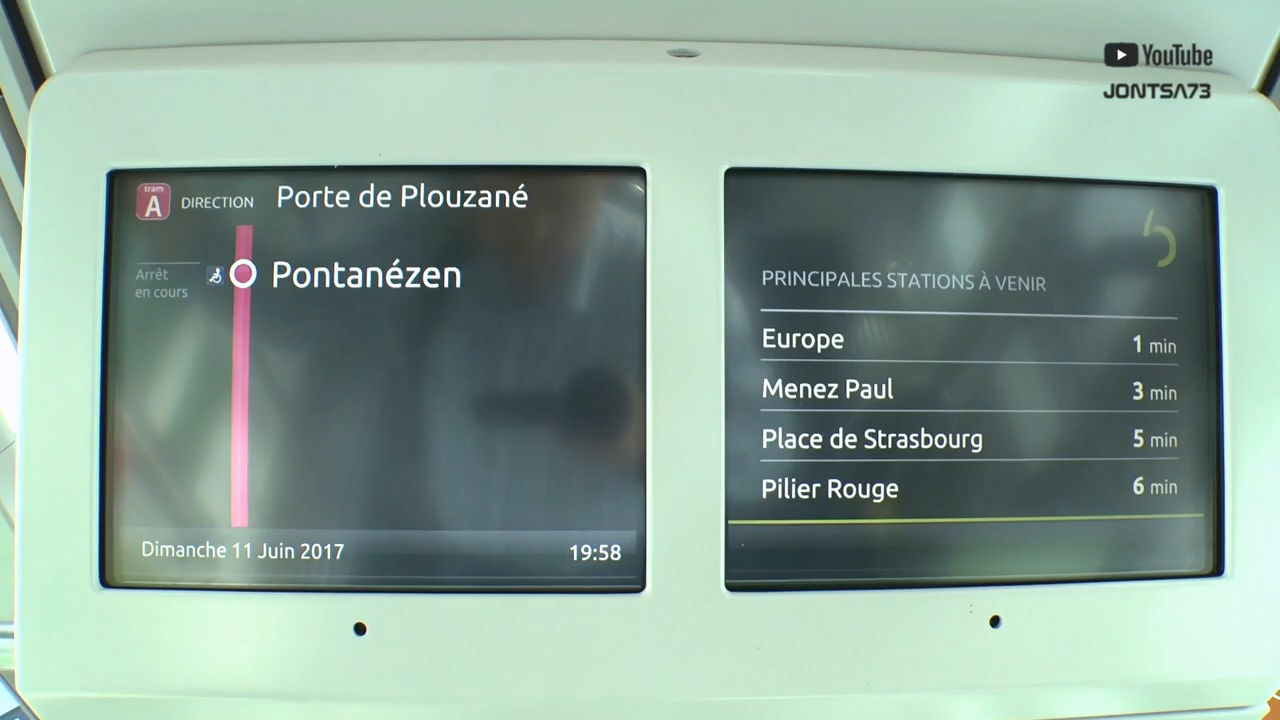 YouTube
JONTSA73
tram
A
DIRECTION
Porte de Plouzané
Arrêt
en cours
Pontanézen
Dimanche 11 Juin 2017
19:58
PRINCIPALES STATIONS À VENIR
Europe 1 min
Menez Paul 3 min
Place de Strasbourg 5 min
Pilier Rouge 6 min